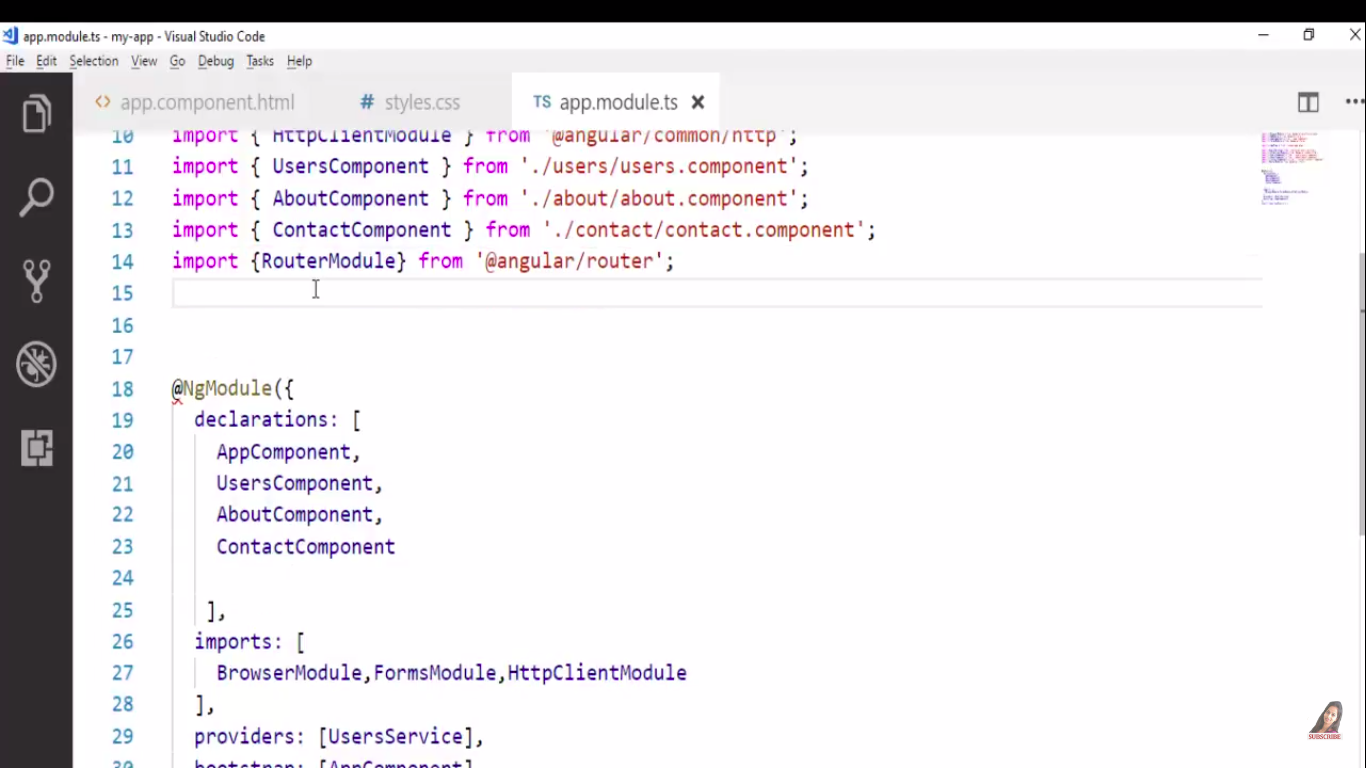 app.module.ts - my-app - Visual Studio Code
File Edit Selection View Go Debug Tasks Help
<> app.component.html # styles.css TS app.module.ts
10 import { HttpClientModule } from '@angular/common/http';
11 import { UsersComponent } from './users/users.component';
12 import { AboutComponent } from './about/about.component';
13 import { ContactComponent } from './contact/contact.component';
14 import {RouterModule} from '@angular/router';
15
16
17
18 @NgModule({
19 declarations: [
20 AppComponent,
21 UsersComponent,
22 AboutComponent,
23 ContactComponent
24
25 ],
26 imports: [
27 BrowserModule,FormsModule,HttpClientModule
28 ],
29 providers: [UsersService],
30 bootstrap: [AppComponent]
SUBSCRIBE